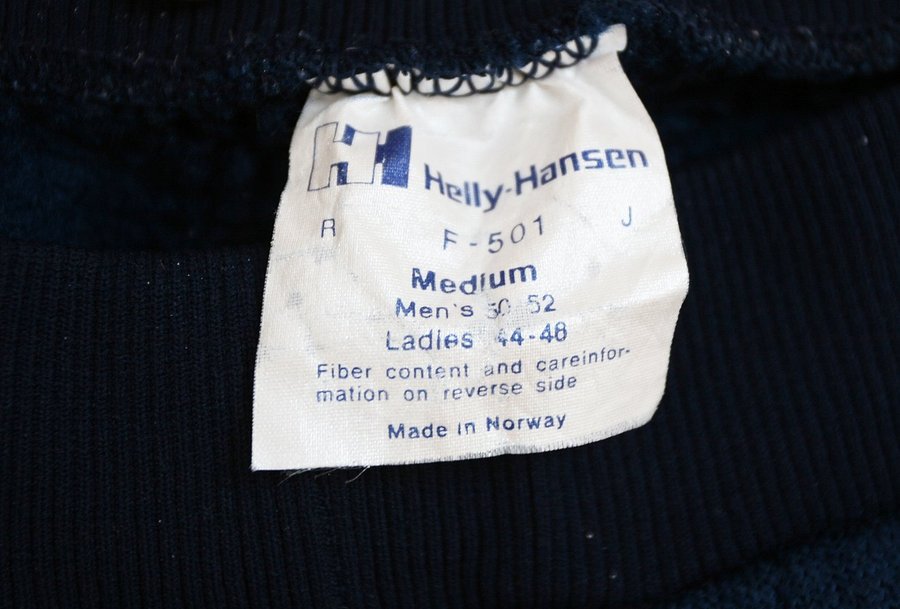 HH Helly-Hansen
R F-501 J
Medium
Men's 50 52
Ladies 44-48
Fiber content and careinfor-
mation on reverse side
Made in Norway